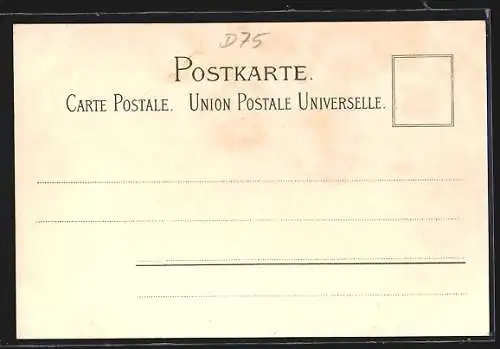 D75
POSTKARTE.
CARTE POSTALE. UNION POSTALE UNIVERSELLE.